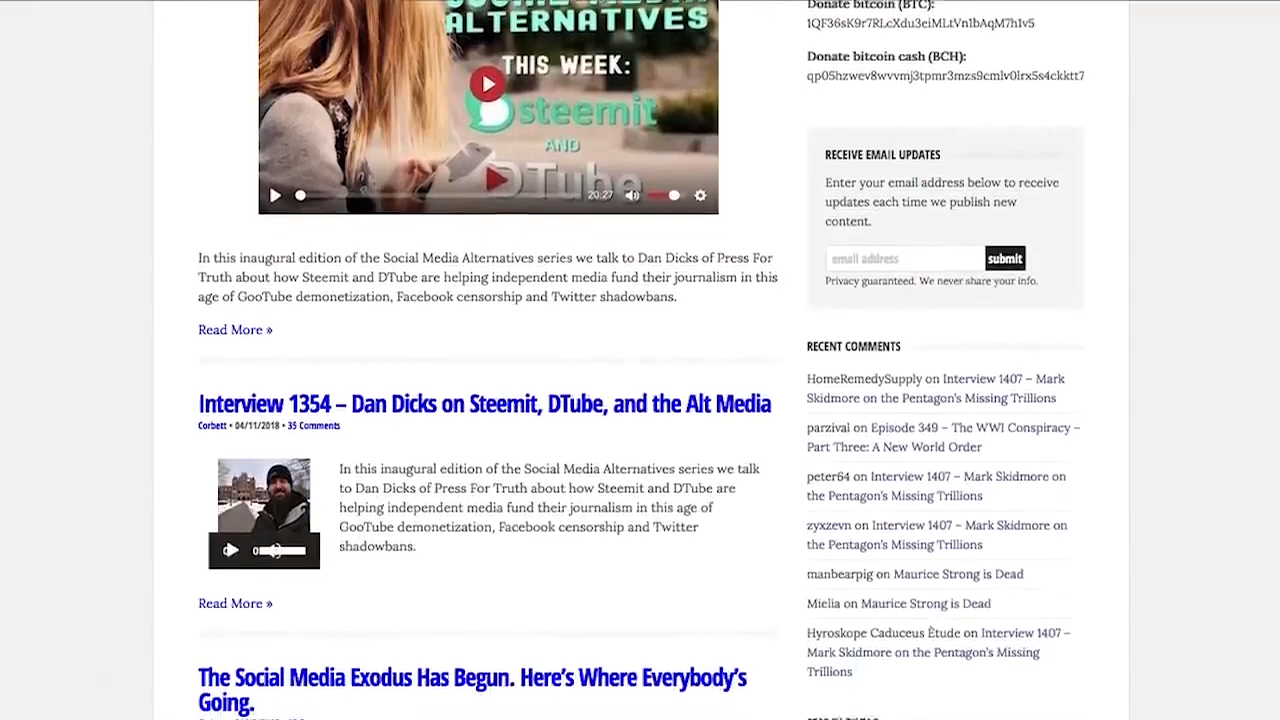 ALTERNATIVES
THIS WEEK:
steemit
AND
DTube
20:27
In this inaugural edition of the Social Media Alternatives series we talk to Dan Dicks of Press For
Truth about how Steemit and DTube are helping independent media fund their journalism in this
age of GooTube demonetization, Facebook censorship and Twitter shadowbans.
Read More »
Interview 1354 – Dan Dicks on Steemit, DTube, and the Alt Media
Corbett • 04/11/2018 • 35 Comments
In this inaugural edition of the Social Media Alternatives series we talk
to Dan Dicks of Press For Truth about how Steemit and DTube are
helping independent media fund their journalism in this age of
GooTube demonetization, Facebook censorship and Twitter
shadowbans.
Read More »
The Social Media Exodus Has Begun. Here’s Where Everybody’s
Going.
Donate bitcoin (BTC):
1QF36sK9r7RLcXdu3eiMLtVn1bAqM7h1v5
Donate bitcoin cash (BCH):
qp05hzwev8wvvmj3tpmr3mzs9cmlv0lrx5s4ckktt7
RECEIVE EMAIL UPDATES
Enter your email address below to receive
updates each time we publish new
content.
email address
submit
Privacy guaranteed. We never share your info.
RECENT COMMENTS
HomeRemedySupply on Interview 1407 – Mark
Skidmore on the Pentagon’s Missing Trillions
parzival on Episode 349 – The WWI Conspiracy –
Part Three: A New World Order
peter64 on Interview 1407 – Mark Skidmore on
the Pentagon’s Missing Trillions
zyxzevn on Interview 1407 – Mark Skidmore on
the Pentagon’s Missing Trillions
manbearpig on Maurice Strong is Dead
Mielia on Maurice Strong is Dead
Hyroskope Caduceus Ètude on Interview 1407 –
Mark Skidmore on the Pentagon’s Missing
Trillions